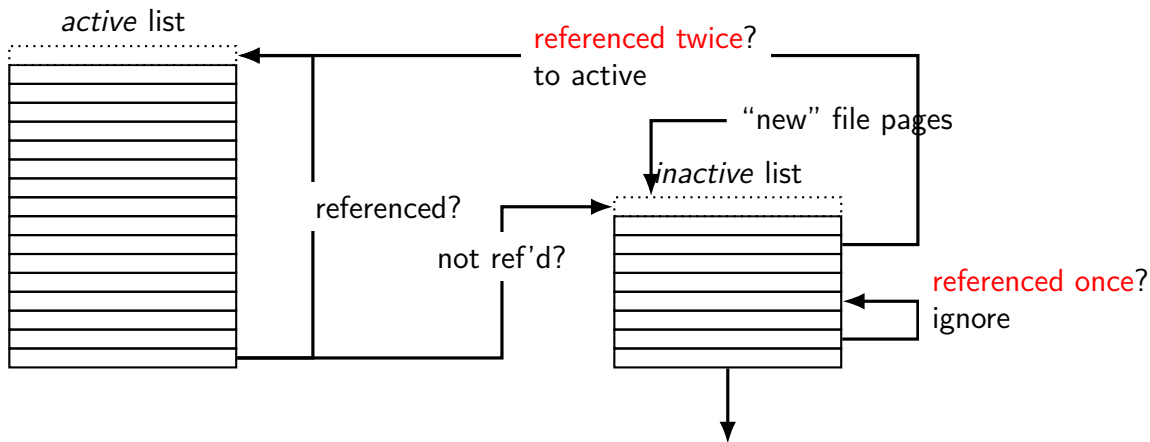 active list
referenced twice?
to active
“new” file pages
inactive list
referenced?
not ref'd?
referenced once?
ignore